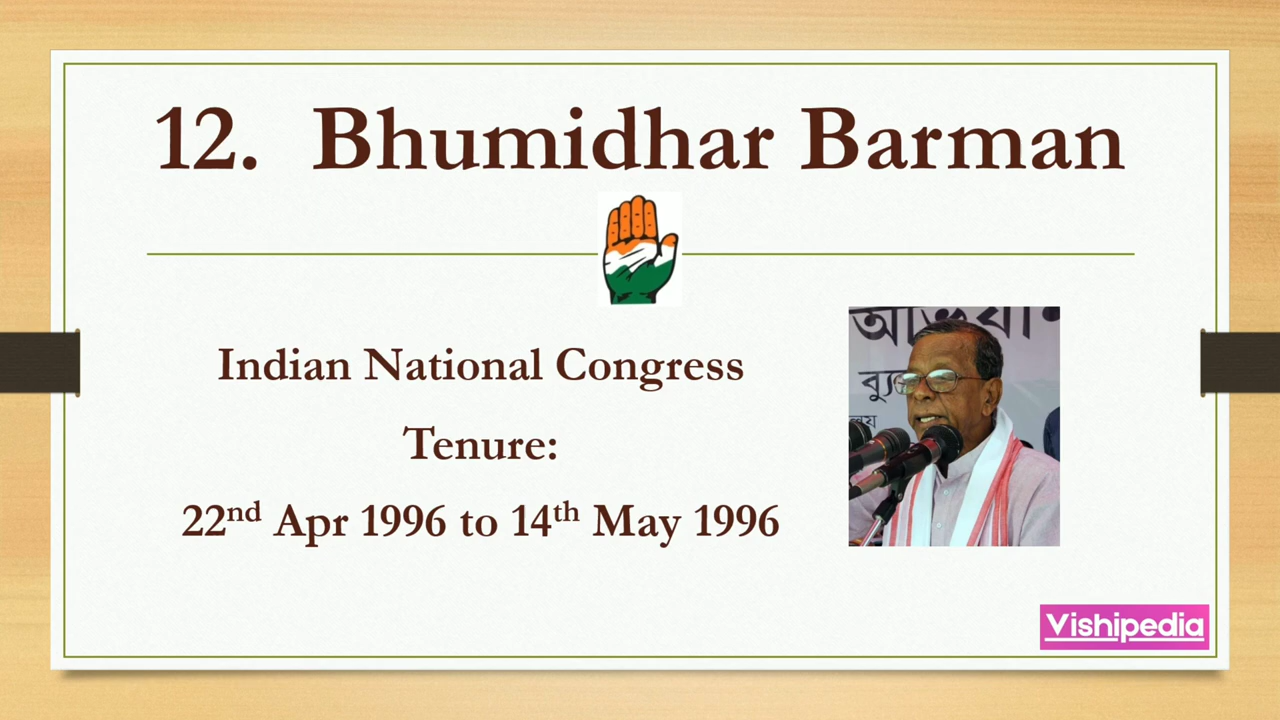 12. Bhumidhar Barman
Indian National Congress
Tenure:
22nd Apr 1996 to 14th May 1996
Vishipedia